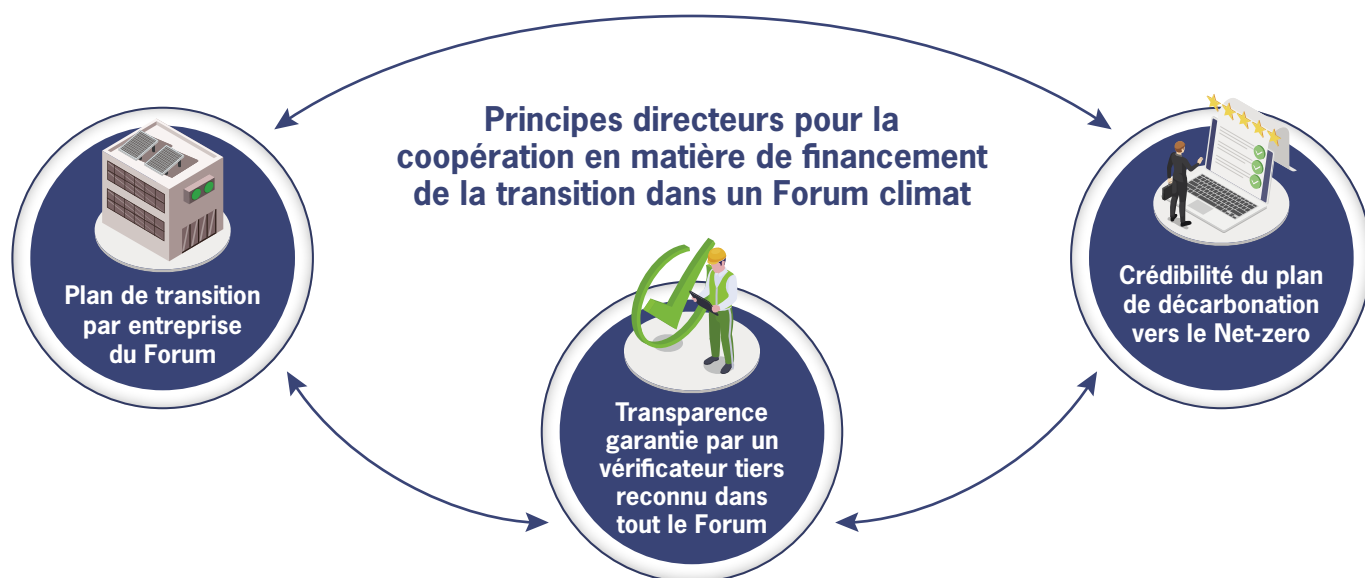 Principes directeurs pour la
coopération en matière de financement
de la transition dans un Forum climat
Plan de transition
par entreprise
du Forum
Transparence
garantie par un
vérificateur tiers
reconnu dans
tout le Forum
Crédibilité du plan
de décarbonation
vers le Net-zero